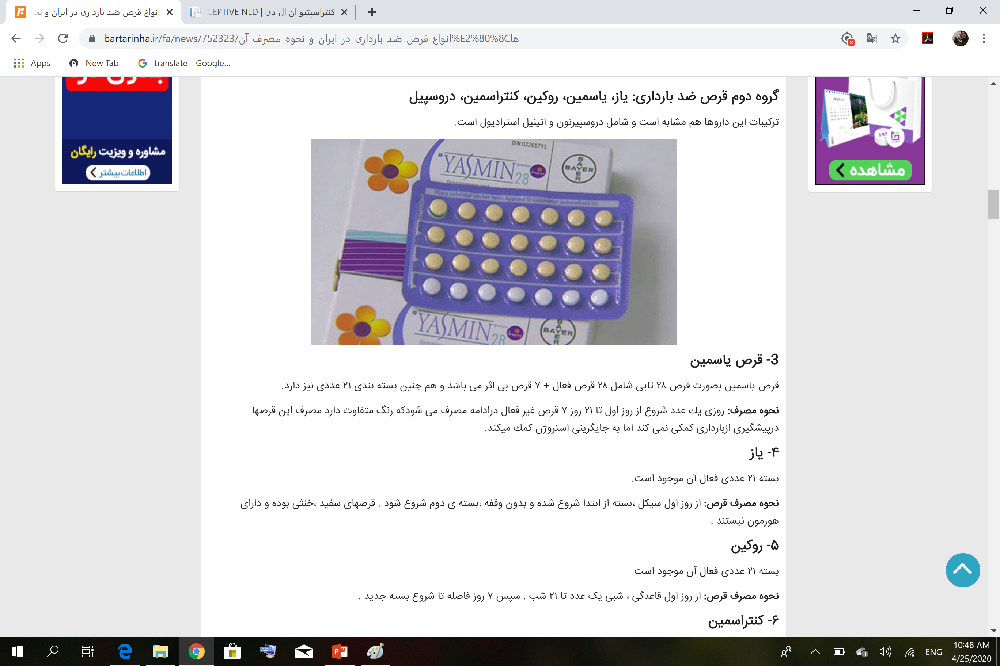 انواع قرص ضد بارداری در ایران و نحـ
کنتراسپتیو ان ال دی | CEPTIVE NLD
bartarinha.ir/fa/news/752323/انواع-قرص-ضد-بارداری-در-ایران-و-نحوه-مصرف-آن%E2%80%8Cها
Apps
New Tab
translate - Google...
مشاوره و ویزیت رایگان
اطلاعات بیشتر
مشاهده
گروه دوم قرص ضد بارداری: یاز، یاسمین، روکین، کنتراسمین، دروسپیل
ترکیبات این داروها هم مشابه است و شامل دروسپیرنون و اتینیل استرادیول است.
DIN 02261731
YASMIN 28
BAYER
BAYER
Place calendar sticker here. Apposer le calendrier autocollant ici.
YASMIN 28
BAYER
BAYER
3- قرص یاسمین
قرص یاسمین بصورت قرص ۲۸ تایی شامل ۲۸ قرص فعال + ۷ قرص بی اثر می باشد و هم چنین بسته بندی ۲۱ عددی نیز دارد.
نحوه مصرف: روزی یك عدد شروع از روز اول تا ۲۱ روز ۷ قرص غیر فعال درادامه مصرف می شودکه رنگ متفاوت دارد مصرف این قرصها
درپیشگیری ازبارداری کمکی نمی کند اما به جایگزینی استروژن کمك میکند.
۴- یاز
بسته ۲۱ عددی فعال آن موجود است.
نحوه مصرف قرص: از روز اول سیکل ،بسته از ابتدا شروع شده و بدون وقفه ،بسته ی دوم شروع شود . قرصهای سفید ،خنثی بوده و دارای
هورمون نیستند .
۵- روکین
بسته ۲۱ عددی فعال آن موجود است.
نحوه مصرف قرص: از روز اول قاعدگی ، شبی یک عدد تا ۲۱ شب . سپس ۷ روز فاصله تا شروع بسته جدید .
۶- کنتراسمین
ENG
10:48 AM
4/25/2020